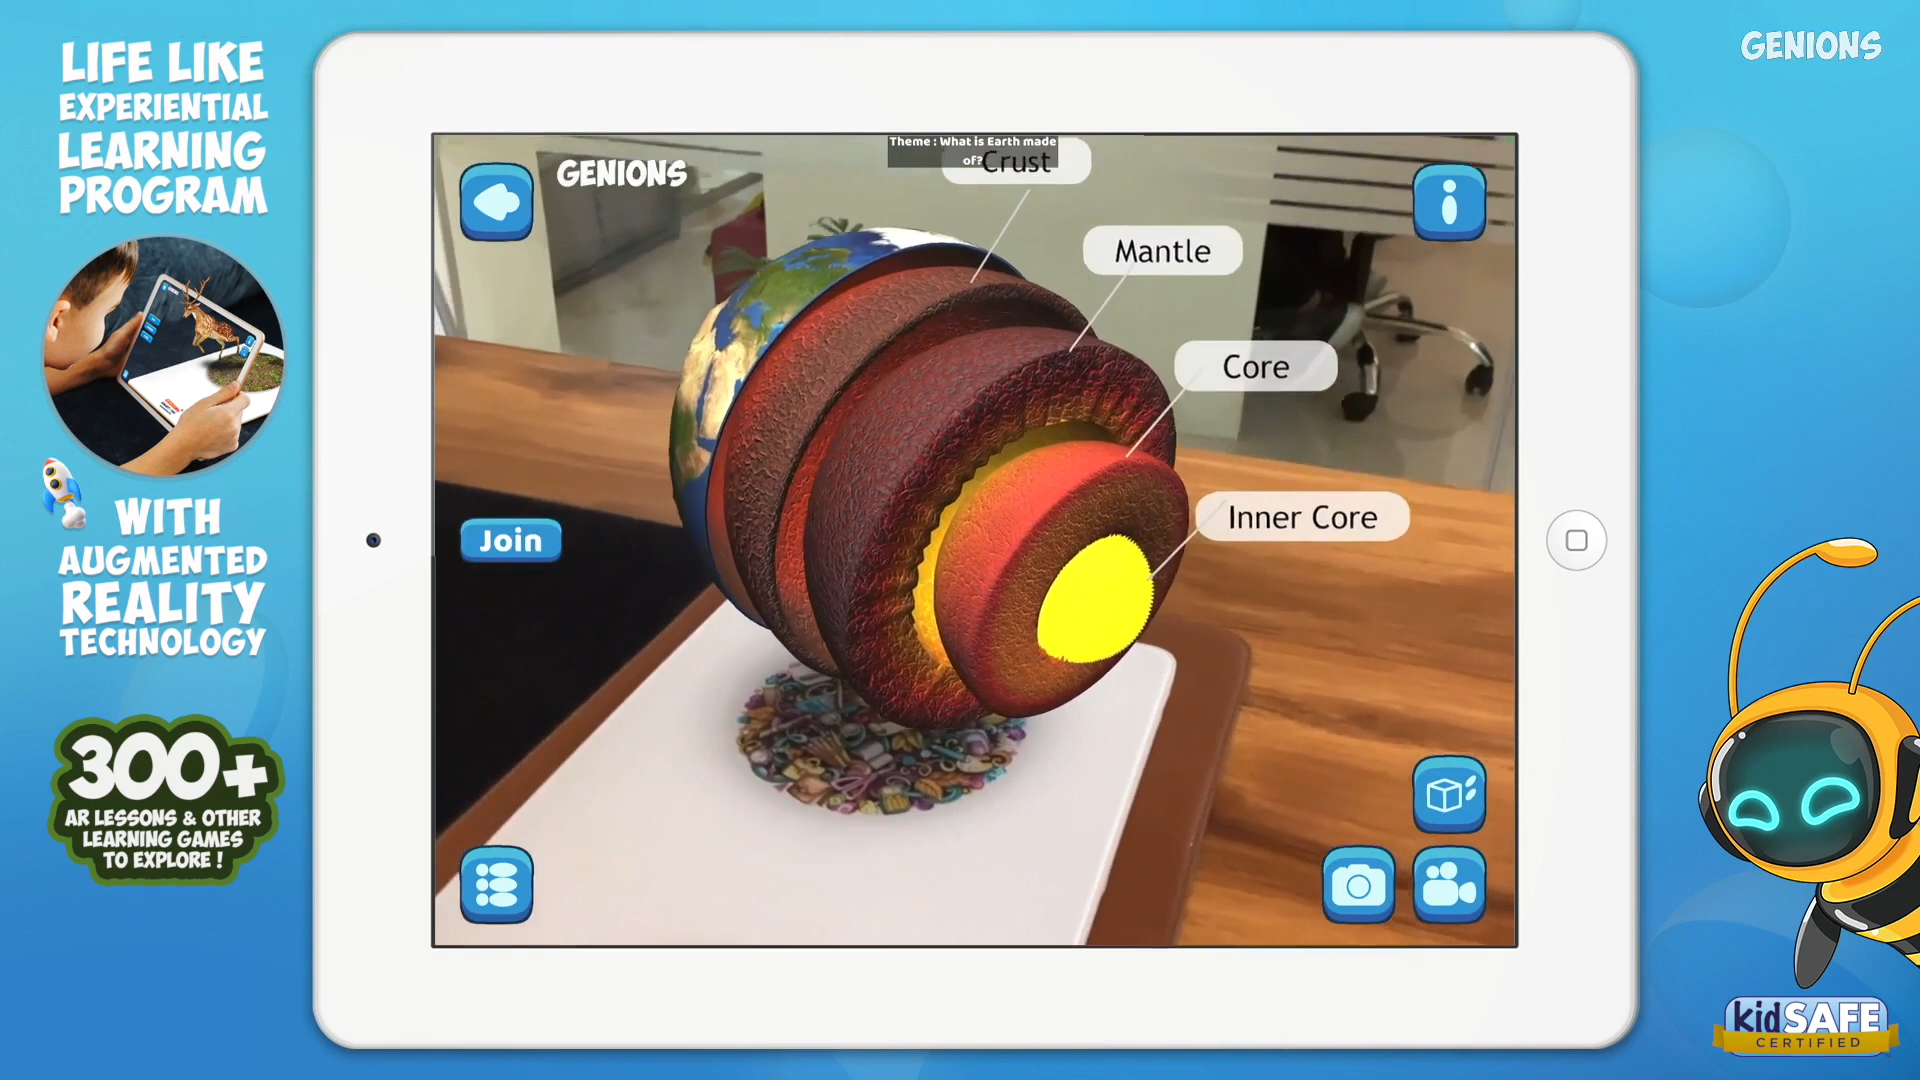 LIFE LIKE
EXPERIENTIAL
LEARNING
PROGRAM
WITH
AUGMENTED
REALITY
TECHNOLOGY
300+
AR LESSONS & OTHER
LEARNING GAMES
TO EXPLORE !
GENIONS
Theme : What is Earth made
of?
GENIONS
Crust
Mantle
Core
Inner Core
Join
kidSAFE
CERTIFIED